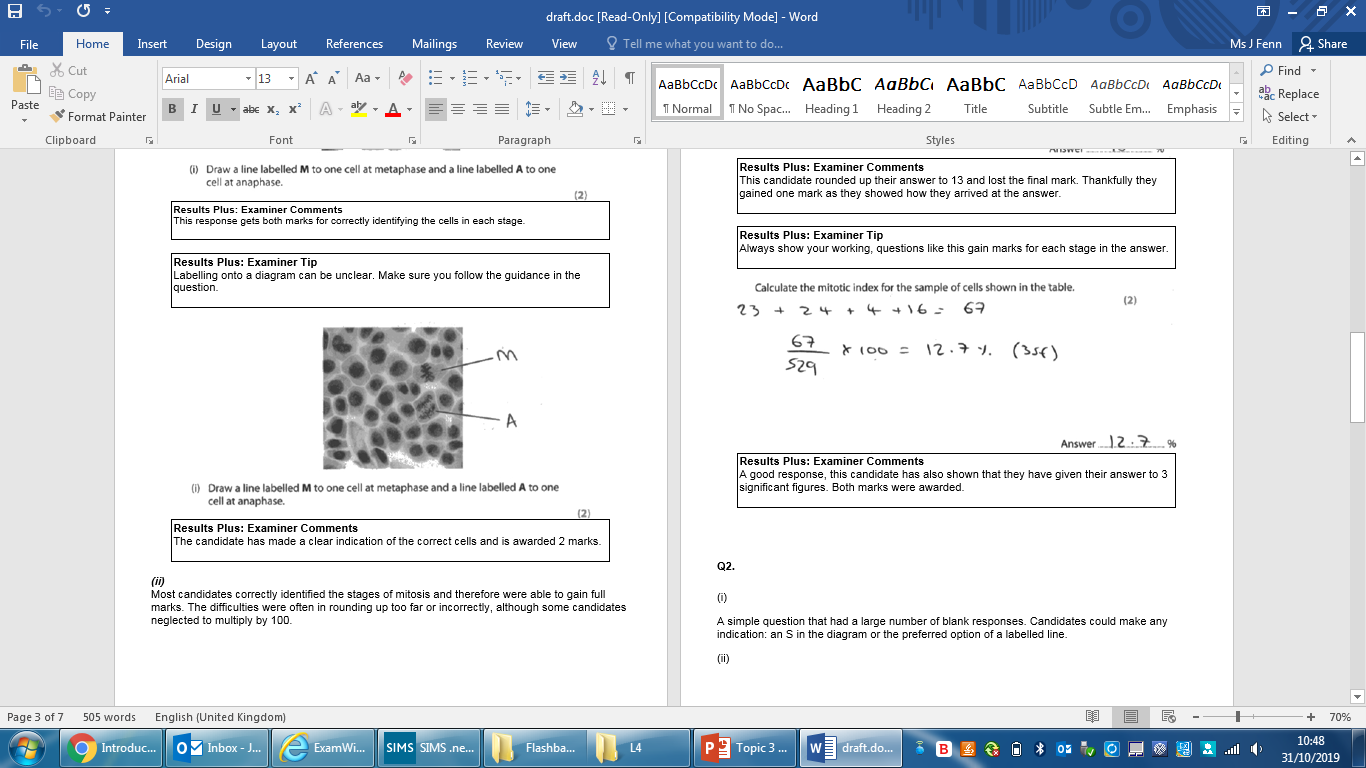 draft.doc [Read-Only] [Compatibility Mode] - Word
File Home Insert Design Layout References Mailings Review View Tell me what you want to do... Ms J Fenn Share
Paste Cut Copy Format Painter
Clipboard
Arial 13
Aa
B I U abc x2 x2 A A
Font
Paragraph
AaBbCcDc AaBbCcDc AaBbC AaBbCc AaBbC AaBbCcD AaBbCcDc AaBbCcDc
¶ Normal ¶ No Spac... Heading 1 Heading 2 Title Subtitle Subtle Em... Emphasis
Styles
Find
Replace
Select
Editing
(i) Draw a line labelled M to one cell at metaphase and a line labelled A to one
cell at anaphase.
(2)
Results Plus: Examiner Comments
This response gets both marks for correctly identifying the cells in each stage.
Results Plus: Examiner Tip
Labelling onto a diagram can be unclear. Make sure you follow the guidance in the
question.
M
A
(i) Draw a line labelled M to one cell at metaphase and a line labelled A to one
cell at anaphase.
(2)
Results Plus: Examiner Comments
The candidate has made a clear indication of the correct cells and is awarded 2 marks.
(ii)
Most candidates correctly identified the stages of mitosis and therefore were able to gain full
marks. The difficulties were often in rounding up too far or incorrectly, although some candidates
neglected to multiply by 100.
Results Plus: Examiner Comments
This candidate rounded up their answer to 13 and lost the final mark. Thankfully they
gained one mark as they showed how they arrived at the answer.
Results Plus: Examiner Tip
Always show your working, questions like this gain marks for each stage in the answer.
Calculate the mitotic index for the sample of cells shown in the table.
(2)
23 + 24 + 4 + 16 = 67
67
529 × 100 = 12.7 % (3sf)
Answer 12.7 %
Results Plus: Examiner Comments
A good response, this candidate has also shown that they have given their answer to 3
significant figures. Both marks were awarded.
Q2.
(i)
A simple question that had a large number of blank responses. Candidates could make any
indication: an S in the diagram or the preferred option of a labelled line.
(ii)
Page 3 of 7 505 words English (United Kingdom) 70%
Introduc... Inbox - J... ExamWi... SIMS SIMS .ne... Flashba... L4 Topic 3 ... draft.do... 10:48
31/10/2019